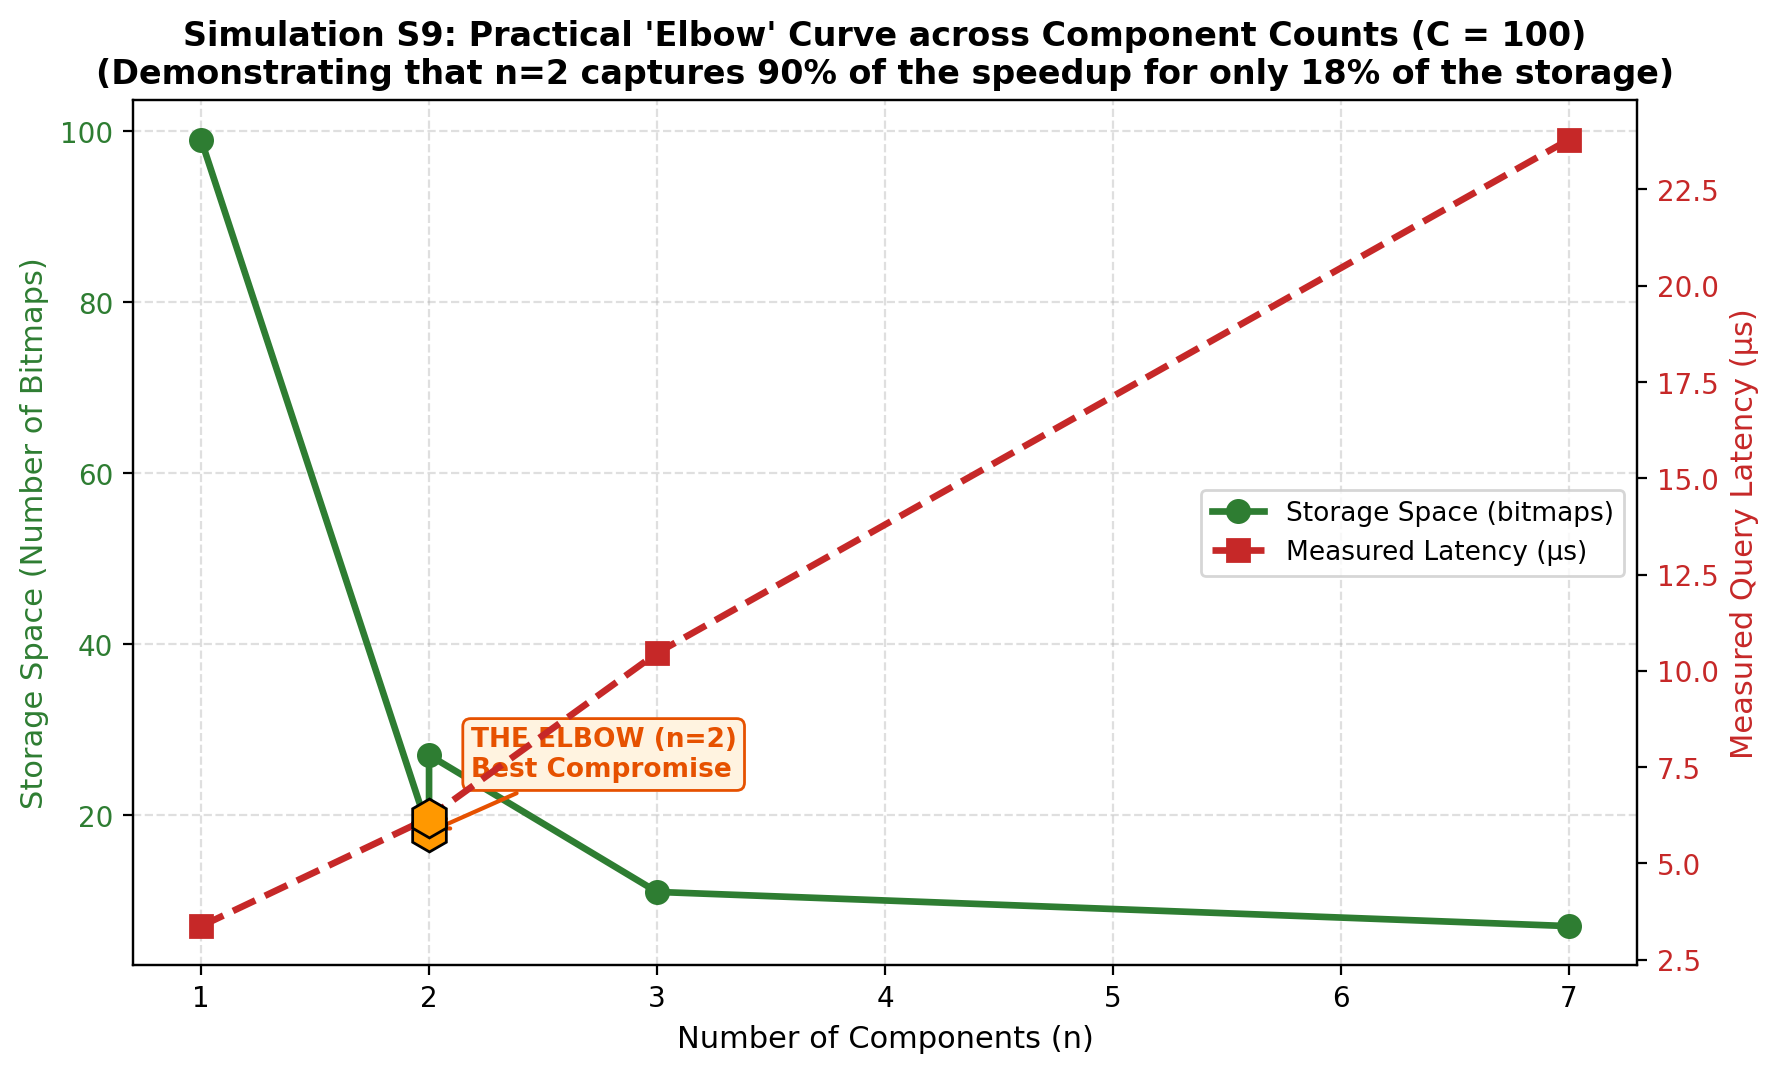 Simulation S9: Practical 'Elbow' Curve across Component Counts (C = 100)
(Demonstrating that n=2 captures 90% of the speedup for only 18% of the storage)
Storage Space (Number of Bitmaps)
100
80
60
40
20
THE ELBOW (n=2)
Best Compromise
Storage Space (bitmaps)
Measured Latency (µs)
22.5
20.0
17.5
15.0
12.5
10.0
7.5
5.0
2.5
Measured Query Latency (µs)
1 2 3 4 5 6 7
Number of Components (n)